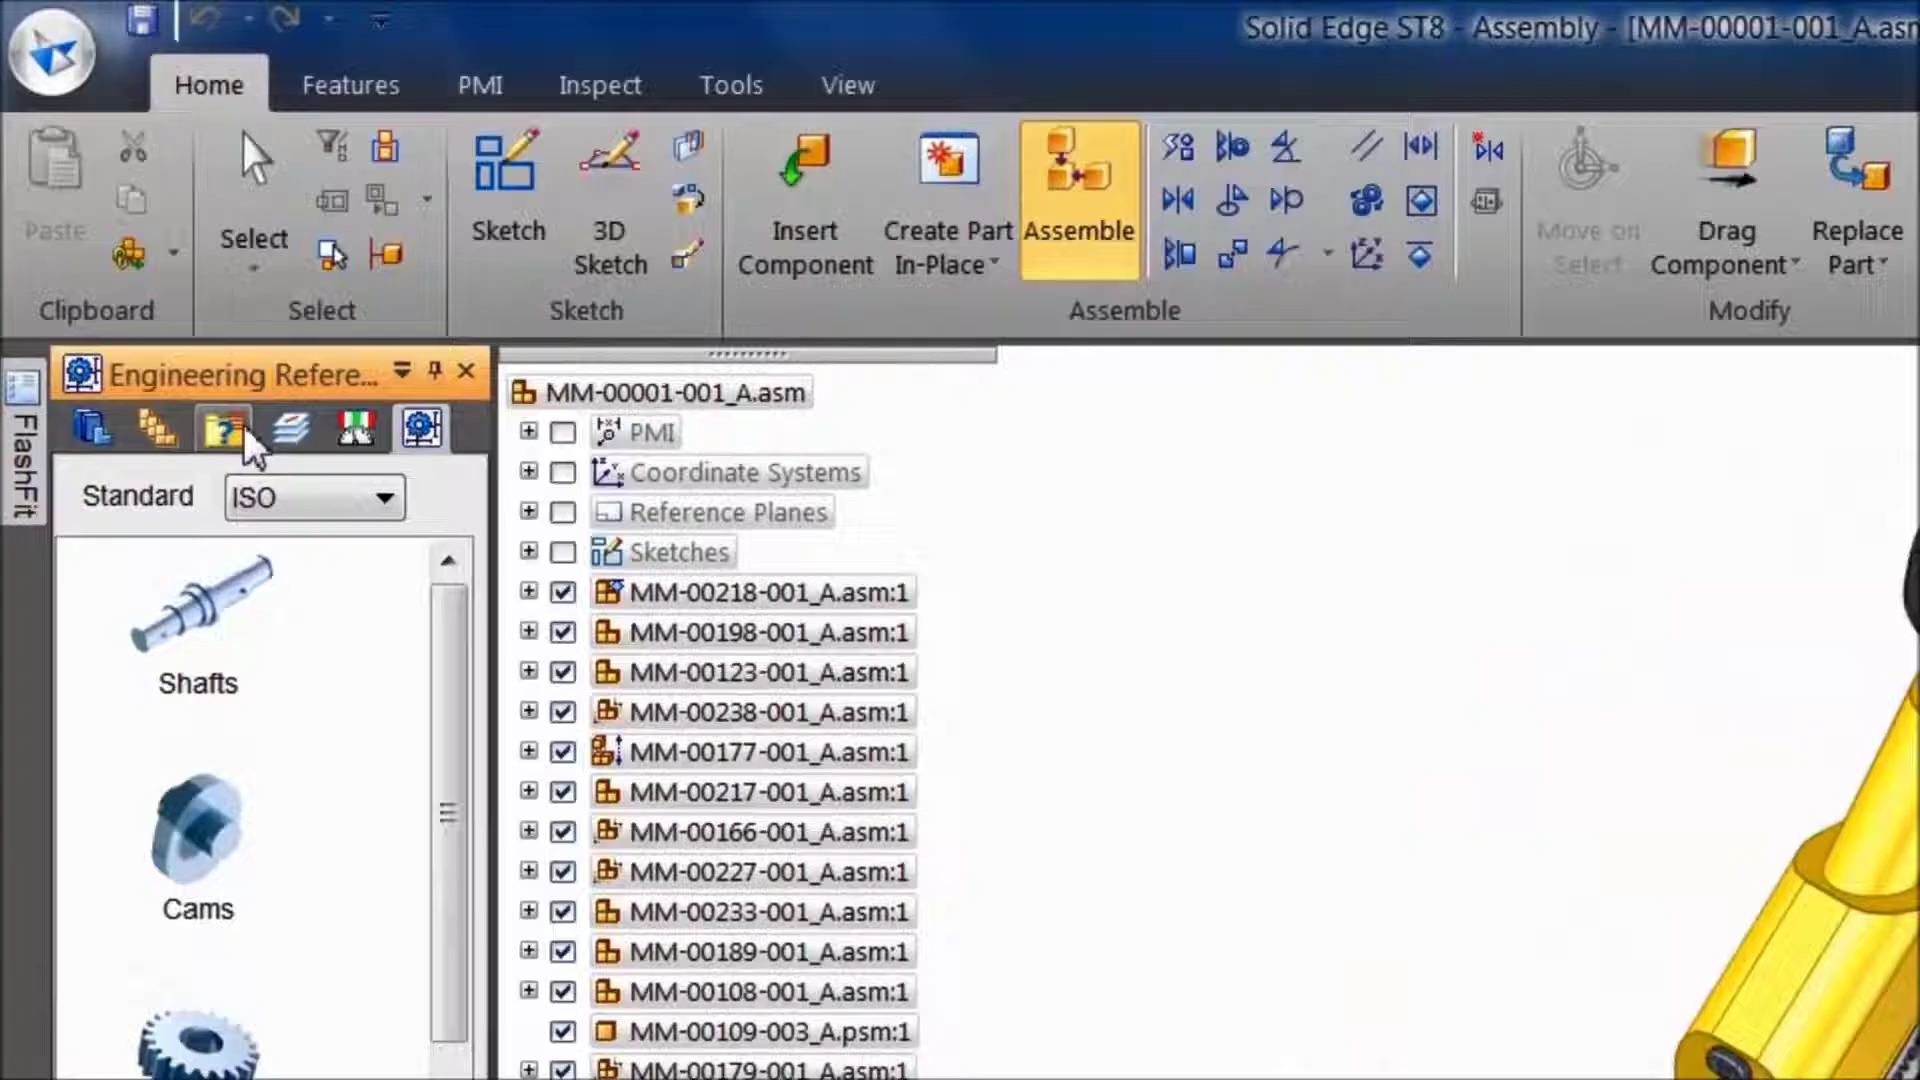 Solid Edge ST8 - Assembly - [MM-00001-001_A.asm
Home Features PMI Inspect Tools View
Paste
Select
Sketch
3D
Sketch
Insert
Component
Create Part
In-Place
Assemble
Move on
Select
Drag
Component
Replace
Part
Clipboard Select Sketch Assemble Modify
Engineering Refere...
FlashFit
Standard ISO
Shafts
Cams
MM-00001-001_A.asm
PMI
Coordinate Systems
Reference Planes
Sketches
MM-00218-001_A.asm:1
MM-00198-001_A.asm:1
MM-00123-001_A.asm:1
MM-00238-001_A.asm:1
MM-00177-001_A.asm:1
MM-00217-001_A.asm:1
MM-00166-001_A.asm:1
MM-00227-001_A.asm:1
MM-00233-001_A.asm:1
MM-00189-001_A.asm:1
MM-00108-001_A.asm:1
MM-00109-003_A.psm:1
MM-00179-001_A.asm:1